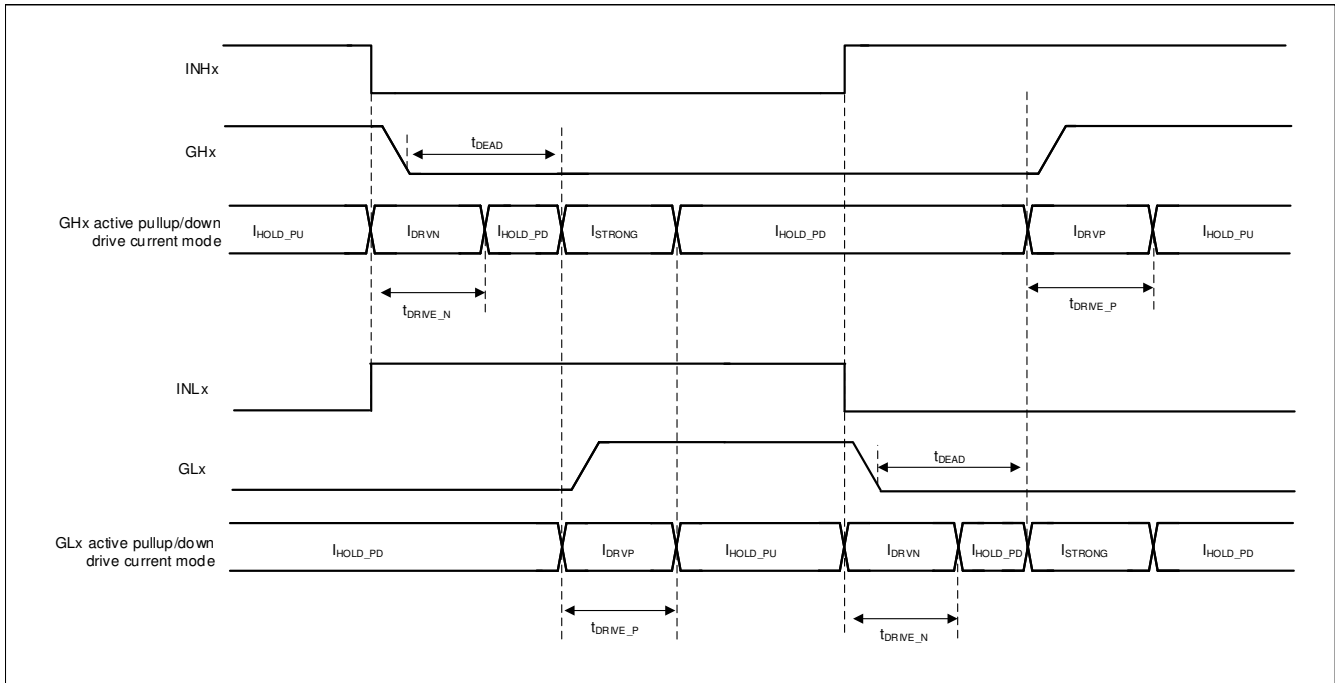 INHx
GHx
tDEAD
GHx active pullup/down
drive current mode
IHOLD_PU
IDRVN
IHOLD_PD
ISTRONG
IHOLD_PD
IDRVP
IHOLD_PU
tDRIVE_N
tDRIVE_P
INLx
GLx
tDEAD
GLx active pullup/down
drive current mode
IHOLD_PD
IDRVP
IHOLD_PU
IDRVN
IHOLD_PD
ISTRONG
IHOLD_PD
tDRIVE_P
tDRIVE_N